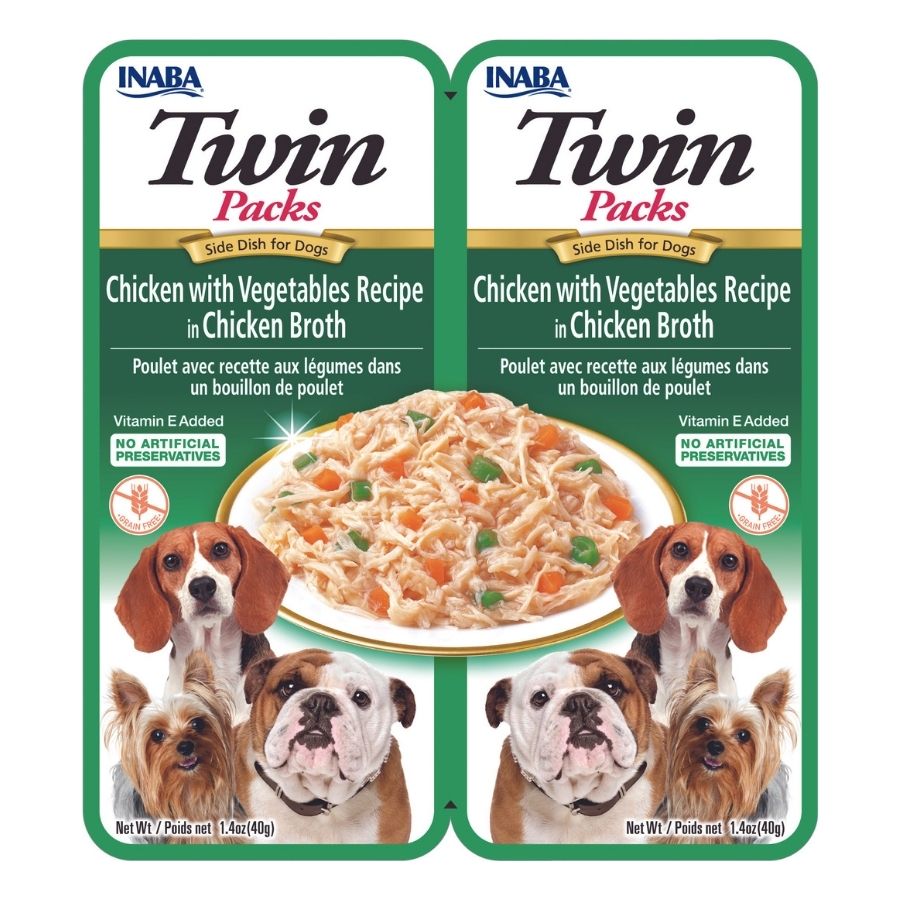 INABA
Twin
Packs
Side Dish for Dogs
Chicken with Vegetables Recipe
in Chicken Broth
Poulet avec recette aux légumes dans
un bouillon de poulet
Vitamin E Added
NO ARTIFICIAL
PRESERVATIVES
GRAIN FREE
Net Wt / Poids net 1.4oz(40g)
INABA
Twin
Packs
Side Dish for Dogs
Chicken with Vegetables Recipe
in Chicken Broth
Poulet avec recette aux légumes dans
un bouillon de poulet
Vitamin E Added
NO ARTIFICIAL
PRESERVATIVES
GRAIN FREE
Net Wt / Poids net 1.4oz(40g)